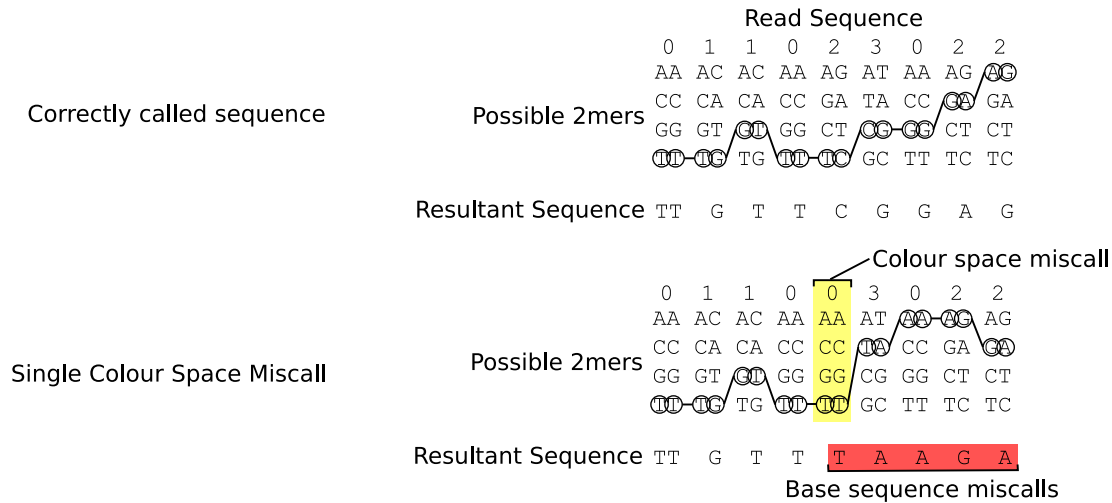 Read Sequence
0 1 1 0 2 3 0 2 2
AA AC AC AA AG AT AA AG AG
Correctly called sequence
Possible 2mers
CC CA CA CC GA TA CC GA GA
GG GT GT GG CT CG GG CT CT
TT TG TG TT TC GC TT TC TC
Resultant Sequence TT G T T C G G A G
Colour space miscall
0 1 1 0 0 3 0 2 2
AA AC AC AA AA AT AA AG AG
Single Colour Space Miscall
Possible 2mers
CC CA CA CC CC TA CC GA GA
GG GT GT GG GG CG GG CT CT
TT TG TG TT TT GC TT TC TC
Resultant Sequence TT G T T T A A G A
Base sequence miscalls